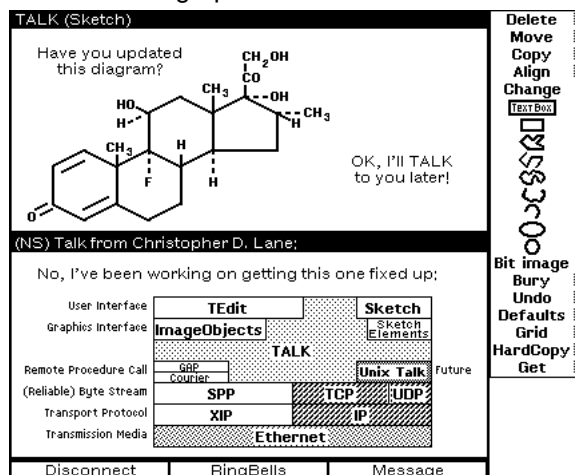 TALK (Sketch)
Have you updated
this diagram?
CH2OH
CO
CH3
OH
HO
CH3
H
H
CH3
H
F
H
O
OK, I'll TALK
to you later!
(NS) Talk from Christopher D. Lane:
No, I've been working on getting this one fixed up:
User Interface TEdit Sketch
Graphics Interface ImageObjects Sketch
Elements
TALK
Remote Procedure Call GAP
Courier Unix Talk Future
(Reliable) Byte Stream SPP TCP UDP
Transport Protocol XIP IP
Transmission Media Ethernet
Disconnect RingBells Message
Delete
Move
Copy
Align
Change
TEXT BOX
Bit image
Bury
Undo
Defaults
Grid
HardCopy
Get